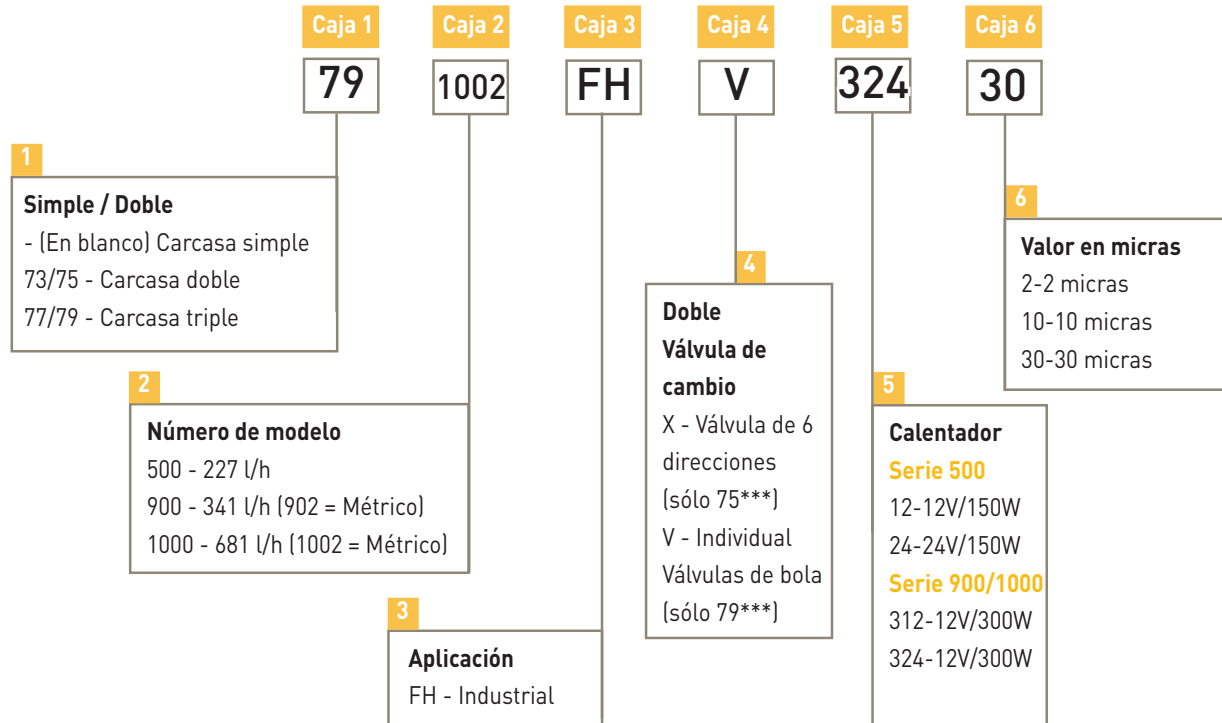 Caja 1 Caja 2 Caja 3 Caja 4 Caja 5 Caja 6
79 1002 FH V 324 30
1
Simple / Doble
- (En blanco) Carcasa simple
73/75 - Carcasa doble
77/79 - Carcasa triple
2
Número de modelo
500 - 227 l/h
900 - 341 l/h (902 = Métrico)
1000 - 681 l/h (1002 = Métrico)
3
Aplicación
FH - Industrial
4
Doble
Válvula de
cambio
X - Válvula de 6
direcciones
(sólo 75***)
V - Individual
Válvulas de bola
(sólo 79***)
5
Calentador
Serie 500
12-12V/150W
24-24V/150W
Serie 900/1000
312-12V/300W
324-12V/300W
6
Valor en micras
2-2 micras
10-10 micras
30-30 micras